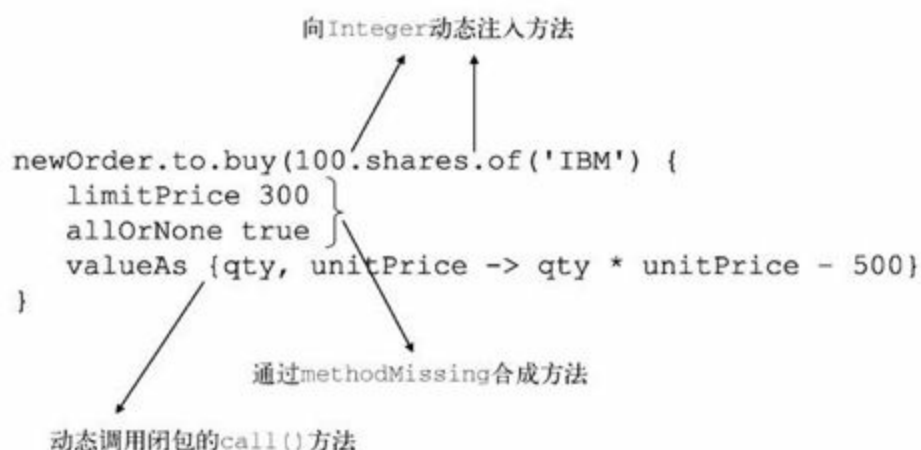 向Integer动态注入方法
newOrder.to.buy(100.shares.of('IBM') {
limitPrice 300
allOrNone true
valueAs {qty, unitPrice -> qty * unitPrice - 500}
}
通过methodMissing合成方法
动态调用闭包的call()方法